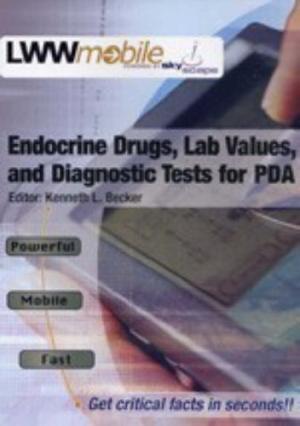 LWWmobile
POWERED BY skyscape
Endocrine Drugs, Lab Values,
and Diagnostic Tests for PDA
Editor: Kenneth L. Becker
Powerful
Mobile
Fast
Get critical facts in seconds!!